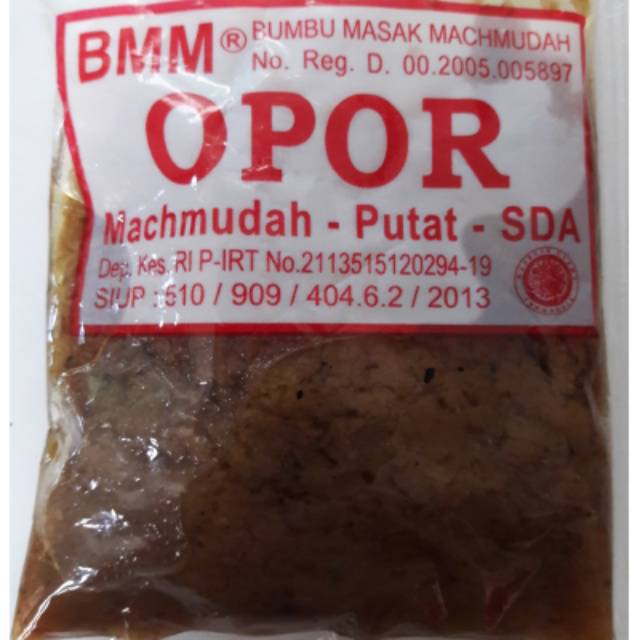 BMM® BUMBU MASAK MACHMUDAH
No. Reg. D. 00.2005.005897
OPOR
Machmudah - Putat - SDA
Dep. Kes. RI P-IRT No.2113515120294-19
SIUP : 510 / 909 / 404.6.2 / 2013